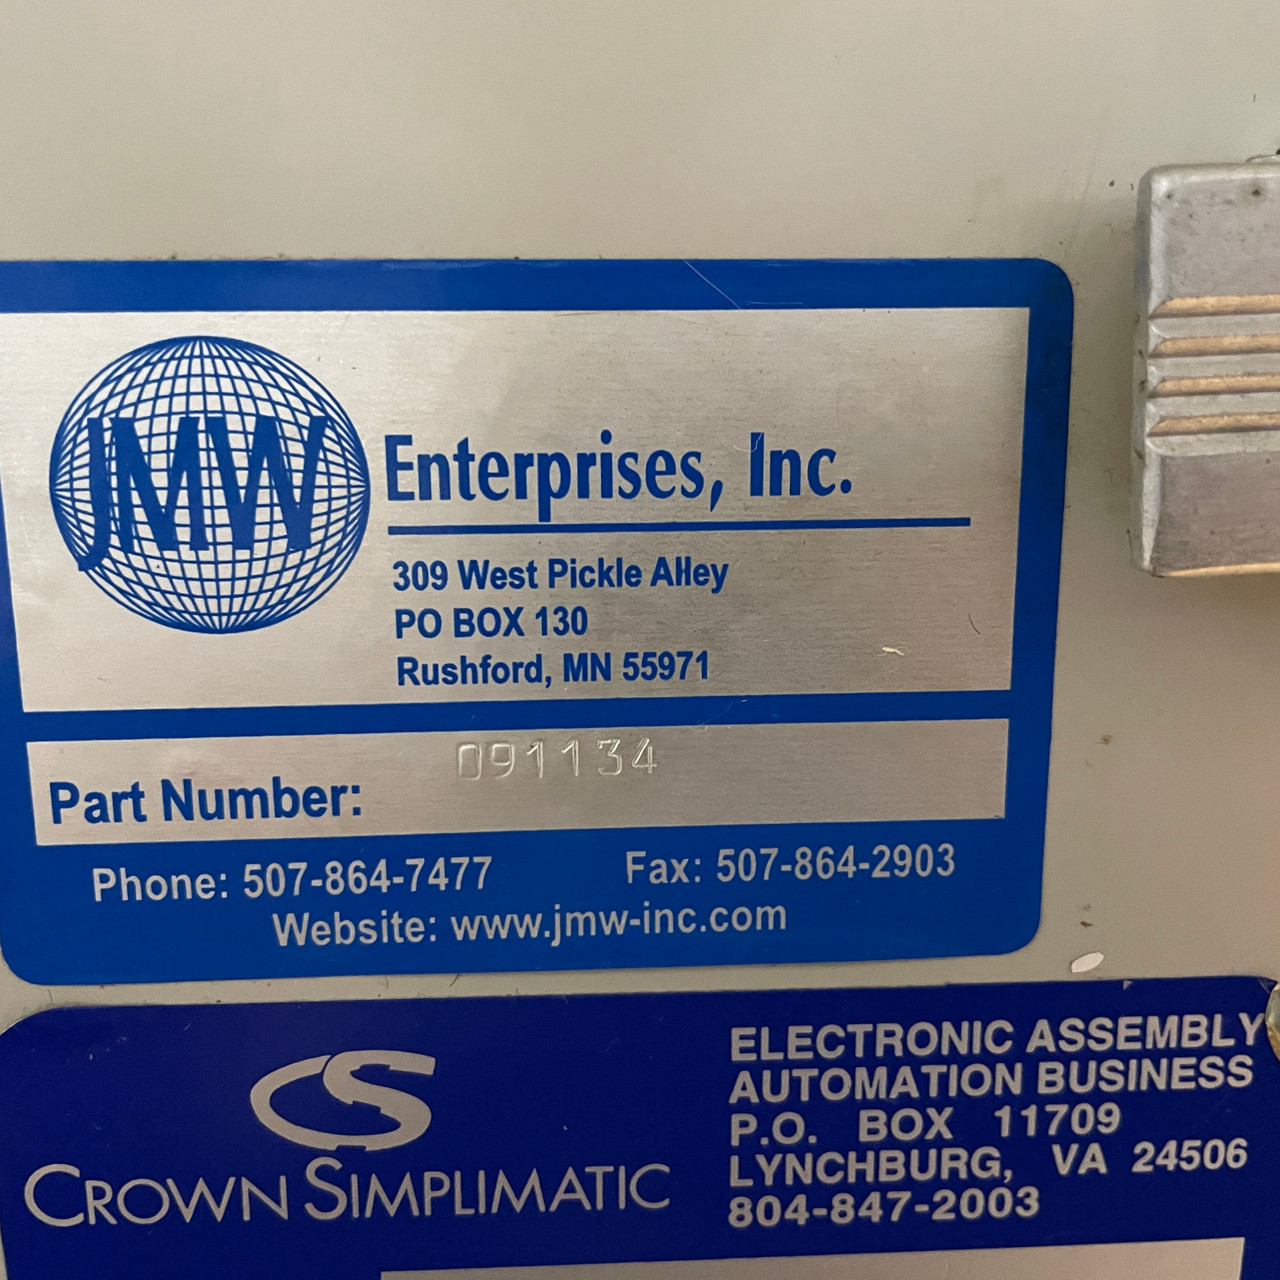 JMW
Enterprises, Inc.
309 West Pickle Alley
PO BOX 130
Rushford, MN 55971
Part Number: 091134
Phone: 507-864-7477 Fax: 507-864-2903
Website: www.jmw-inc.com
CS
CROWN SIMPLIMATIC
ELECTRONIC ASSEMBLY
AUTOMATION BUSINESS
P.O. BOX 11709
LYNCHBURG, VA 24506
804-847-2003